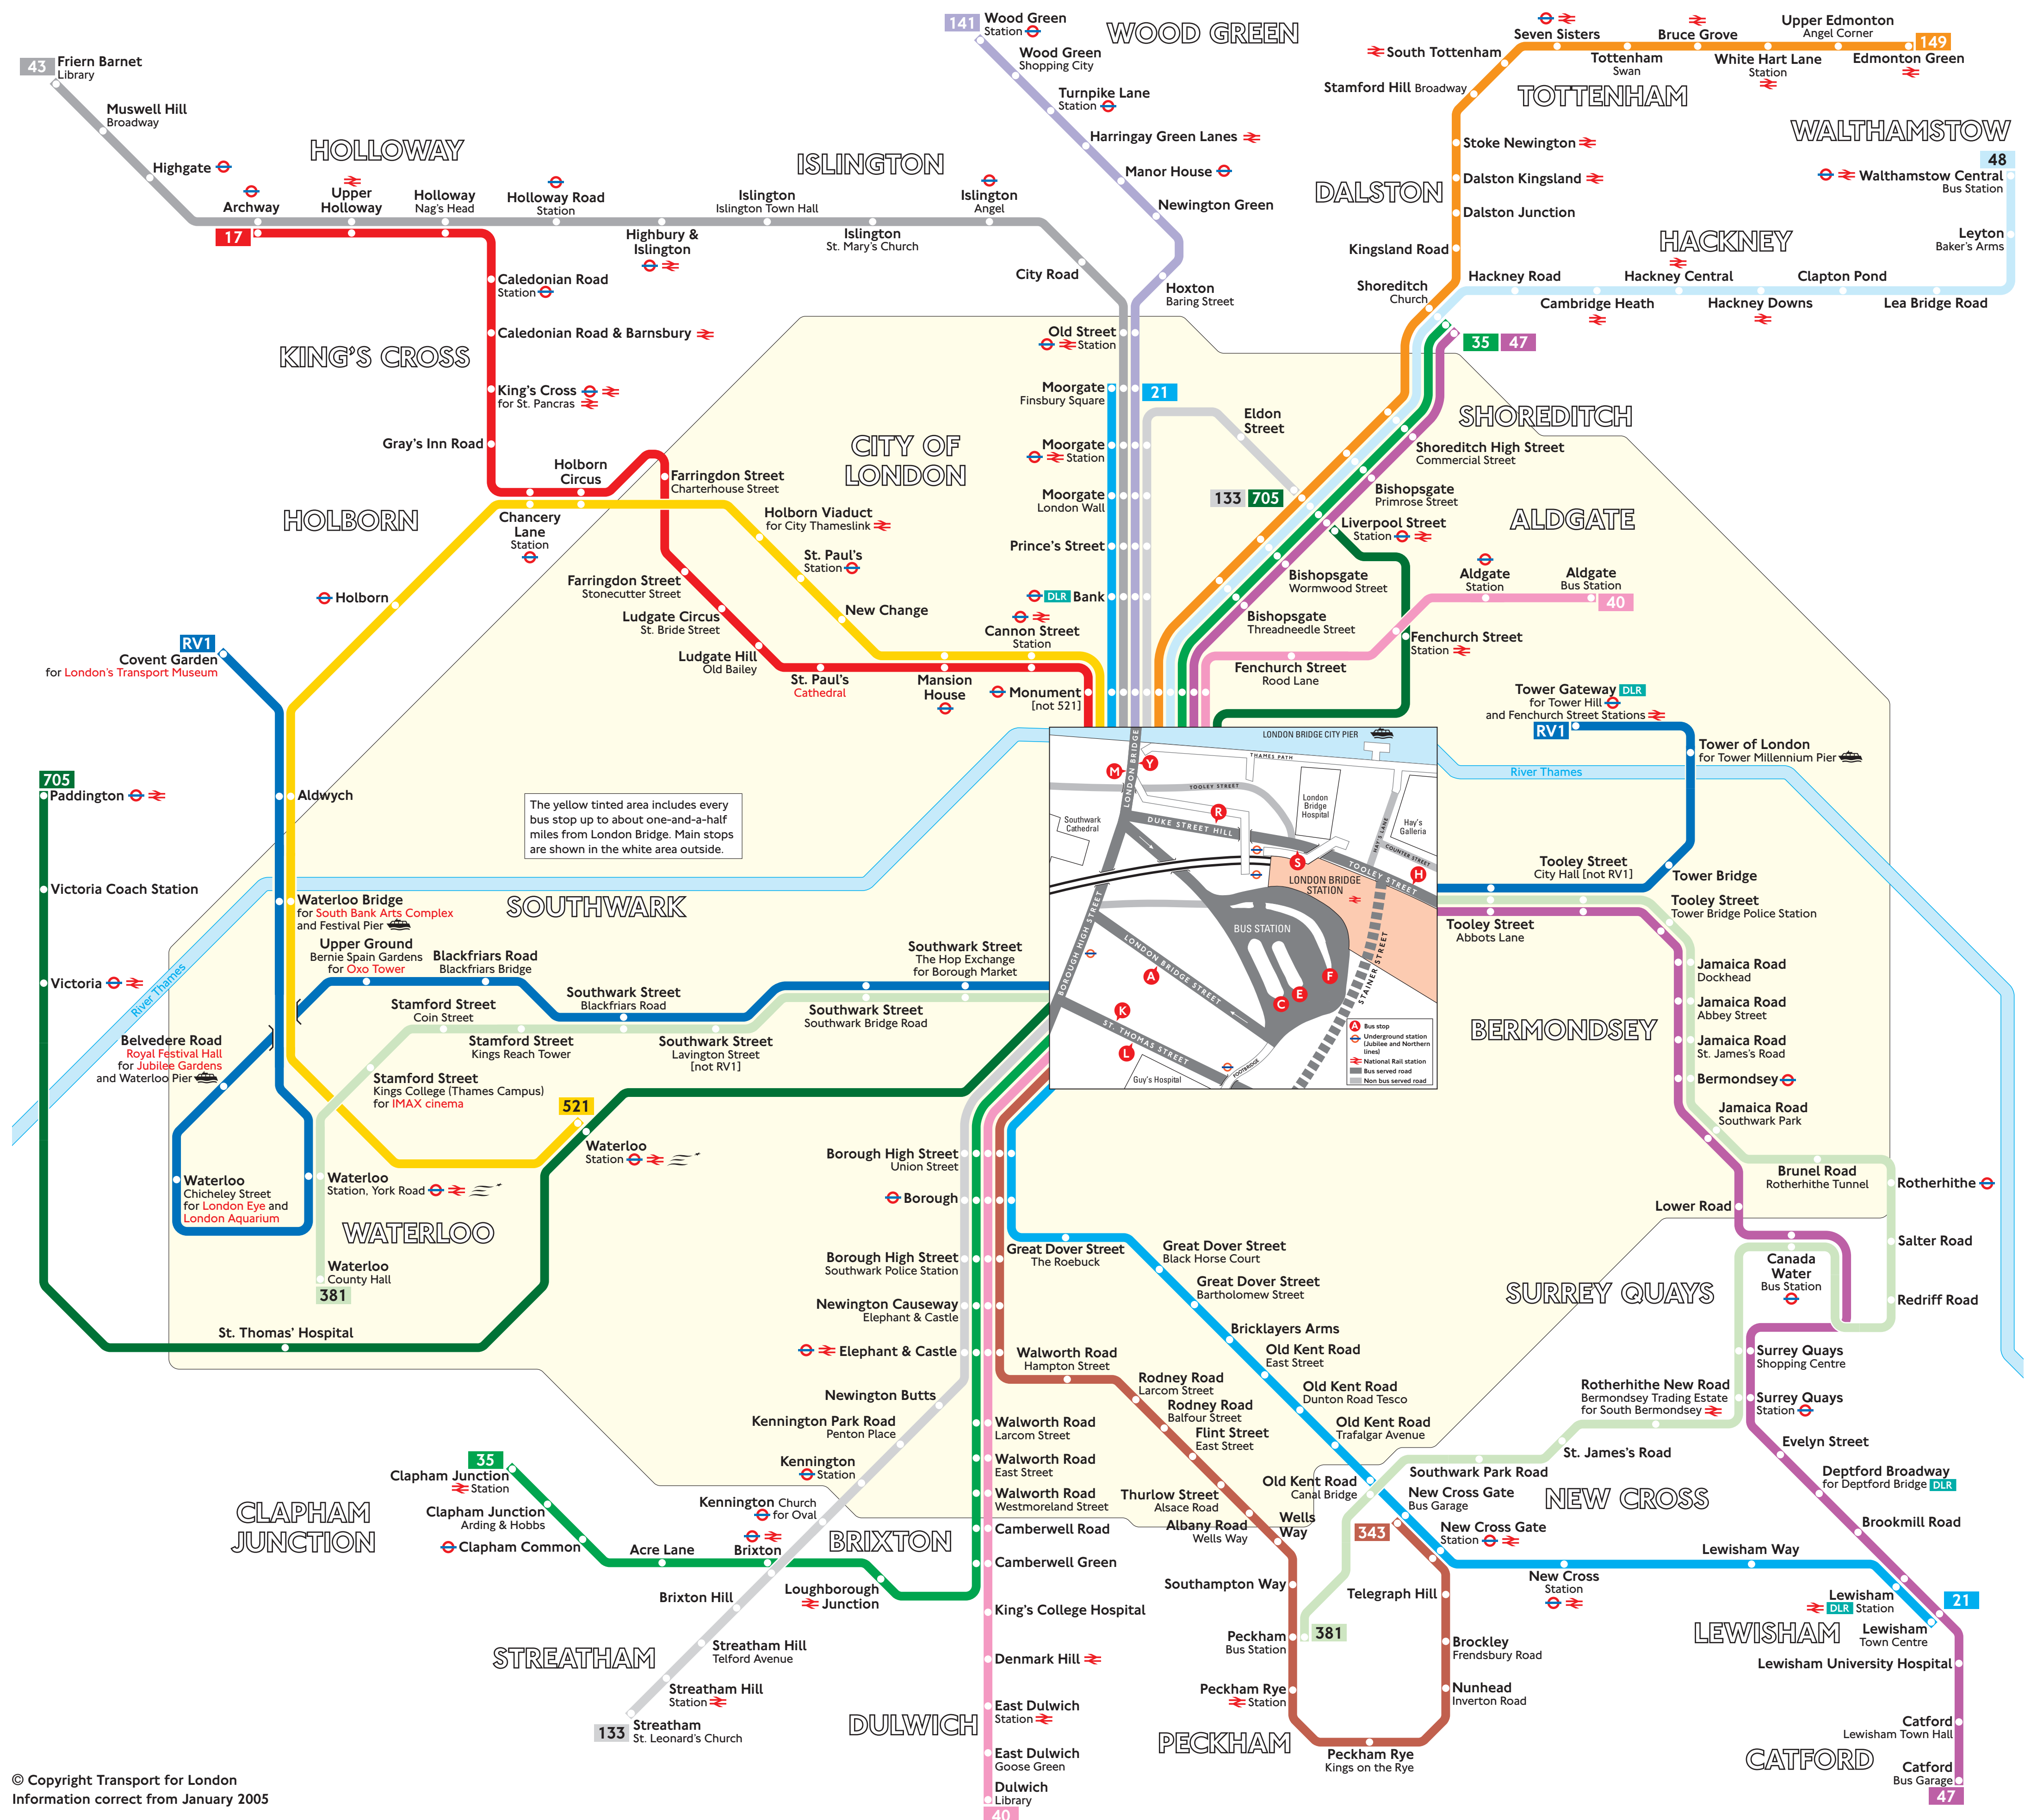 141
Wood Green
Station
WOOD GREEN
Wood Green
Shopping City
Turnpike Lane
Station
Harringay Green Lanes
Manor House
Newington Green
Hoxton
Baring Street
43
Friern Barnet
Library
Muswell Hill
Broadway
Highgate
HOLLOWAY
Archway
17
Upper
Holloway
Holloway
Nag's Head
Holloway Road
Station
Highbury &
Islington
ISLINGTON
Islington
Islington Town Hall
Islington
St. Mary's Church
Islington
Angel
City Road
Old Street
Station
Seven Sisters
Bruce Grove
Upper Edmonton
Angel Corner
149
South Tottenham
Tottenham
Swan
White Hart Lane
Station
Edmonton Green
Stamford Hill Broadway
TOTTENHAM
WALTHAMSTOW
Stoke Newington
48
Walthamstow Central
Bus Station
Dalston Kingsland
DALSTON
Dalston Junction
Leyton
Baker's Arms
Kingsland Road
HACKNEY
Shoreditch
Church
Hackney Road
Cambridge Heath
Hackney Central
Hackney Downs
Clapton Pond
Lea Bridge Road
35
47
Caledonian Road
Station
Caledonian Road & Barnsbury
KING'S CROSS
King's Cross
for St. Pancras
Gray's Inn Road
Holborn
Circus
Farringdon Street
Charterhouse Street
Chancery
Lane
Station
HOLBORN
Holborn
CITY OF
LONDON
Holborn Viaduct
for City Thameslink
St. Paul's
Station
Farringdon Street
Stonecutter Street
New Change
Ludgate Circus
St. Bride Street
Ludgate Hill
Old Bailey
St. Paul's
Cathedral
Mansion
House
Cannon Street
Station
Monument
[not 521]
Moorgate
Finsbury Square
21
Moorgate
Station
Moorgate
London Wall
Prince's Street
DLR
Bank
Eldon
Street
133
705
SHOREDITCH
Shoreditch High Street
Commercial Street
Bishopsgate
Primrose Street
Liverpool Street
Station
ALDGATE
Bishopsgate
Wormwood Street
Aldgate
Station
Aldgate
Bus Station
40
Bishopsgate
Threadneedle Street
Fenchurch Street
Station
Fenchurch Street
Rood Lane
Tower Gateway DLR
for Tower Hill
and Fenchurch Street Stations
RV1
Tower of London
for Tower Millennium Pier
River Thames
Tooley Street
City Hall [not RV1]
Tower Bridge
Tooley Street
Tower Bridge Police Station
Tooley Street
Abbots Lane
Jamaica Road
Dockhead
Jamaica Road
Abbey Street
BERMONDSEY
Jamaica Road
St. James's Road
Bermondsey
Jamaica Road
Southwark Park
Brunel Road
Rotherhithe Tunnel
Rotherhithe
Lower Road
Salter Road
Canada
Water
Bus Station
Redriff Road
SURREY QUAYS
Surrey Quays
Shopping Centre
Rotherhithe New Road
Bermondsey Trading Estate
for South Bermondsey
Surrey Quays
Station
Evelyn Street
St. James's Road
Southwark Park Road
Deptford Broadway
for Deptford Bridge DLR
Brookmill Road
RV1
Covent Garden
for London's Transport Museum
705
Paddington
Aldwych
The yellow tinted area includes every
bus stop up to about one-and-a-half
miles from London Bridge. Main stops
are shown in the white area outside.
Victoria Coach Station
Victoria
River Thames
SOUTHWARK
Waterloo Bridge
for South Bank Arts Complex
and Festival Pier
Upper Ground
Bernie Spain Gardens
for Oxo Tower
Blackfriars Road
Blackfriars Bridge
Southwark Street
The Hop Exchange
for Borough Market
Southwark Street
Blackfriars Road
Southwark Street
Southwark Bridge Road
Stamford Street
Coin Street
Stamford Street
Kings Reach Tower
Southwark Street
Lavington Street
[not RV1]
Belvedere Road
Royal Festival Hall
for Jubilee Gardens
and Waterloo Pier
Stamford Street
Kings College (Thames Campus)
for IMAX cinema
521
Waterloo
Station
Waterloo
Chicheley Street
for London Eye and
London Aquarium
Waterloo
Station, York Road
WATERLOO
Waterloo
County Hall
381
St. Thomas' Hospital
LONDON BRIDGE CITY PIER
THAMES PATH
LONDON BRIDGE
M
Y
TOOLEY STREET
London
Bridge
Hospital
Southwark
Cathedral
R
DUKE STREET HILL
HAY'S LANE
Hay's
Galleria
COUNTER STREET
S
TOOLEY STREET
H
LONDON BRIDGE
STATION
BOROUGH HIGH STREET
BUS STATION
LONDON BRIDGE STREET
A
F
E
C
STAINER STREET
K
ST. THOMAS STREET
L
Guy's Hospital
FOOTBRIDGE
A Bus stop
Underground station
(Jubilee and Northern
lines)
National Rail station
Bus served road
Non bus served road
Borough High Street
Union Street
Borough
Borough High Street
Southwark Police Station
Newington Causeway
Elephant & Castle
Elephant & Castle
Newington Butts
Kennington Park Road
Penton Place
Kennington
Station
Kennington Church
for Oval
Great Dover Street
The Roebuck
Great Dover Street
Black Horse Court
Great Dover Street
Bartholomew Street
Bricklayers Arms
Old Kent Road
East Street
Old Kent Road
Dunton Road Tesco
Old Kent Road
Trafalgar Avenue
Old Kent Road
Canal Bridge
New Cross Gate
Bus Garage
NEW CROSS
343
New Cross Gate
Station
Lewisham Way
New Cross
Station
Walworth Road
Hampton Street
Rodney Road
Larcom Street
Rodney Road
Balfour Street
Flint Street
East Street
Thurlow Street
Alsace Road
Albany Road
Wells Way
Wells
Way
Southampton Way
Telegraph Hill
Peckham
Bus Station
381
Brockley
Frendsbury Road
Peckham Rye
Station
Nunhead
Inverton Road
PECKHAM
Peckham Rye
Kings on the Rye
Lewisham
DLR Station
21
LEWISHAM
Lewisham
Town Centre
Lewisham University Hospital
Catford
Lewisham Town Hall
CATFORD
Catford
Bus Garage
47
Walworth Road
Larcom Street
Walworth Road
East Street
Walworth Road
Westmoreland Street
Camberwell Road
Camberwell Green
King's College Hospital
Denmark Hill
East Dulwich
Station
DULWICH
East Dulwich
Goose Green
Dulwich
Library
40
35
Clapham Junction
Station
CLAPHAM
JUNCTION
Clapham Junction
Arding & Hobbs
Clapham Common
Acre Lane
Brixton
BRIXTON
Loughborough
Junction
Brixton Hill
STREATHAM
Streatham Hill
Telford Avenue
Streatham Hill
Station
133
Streatham
St. Leonard's Church
© Copyright Transport for London
Information correct from January 2005